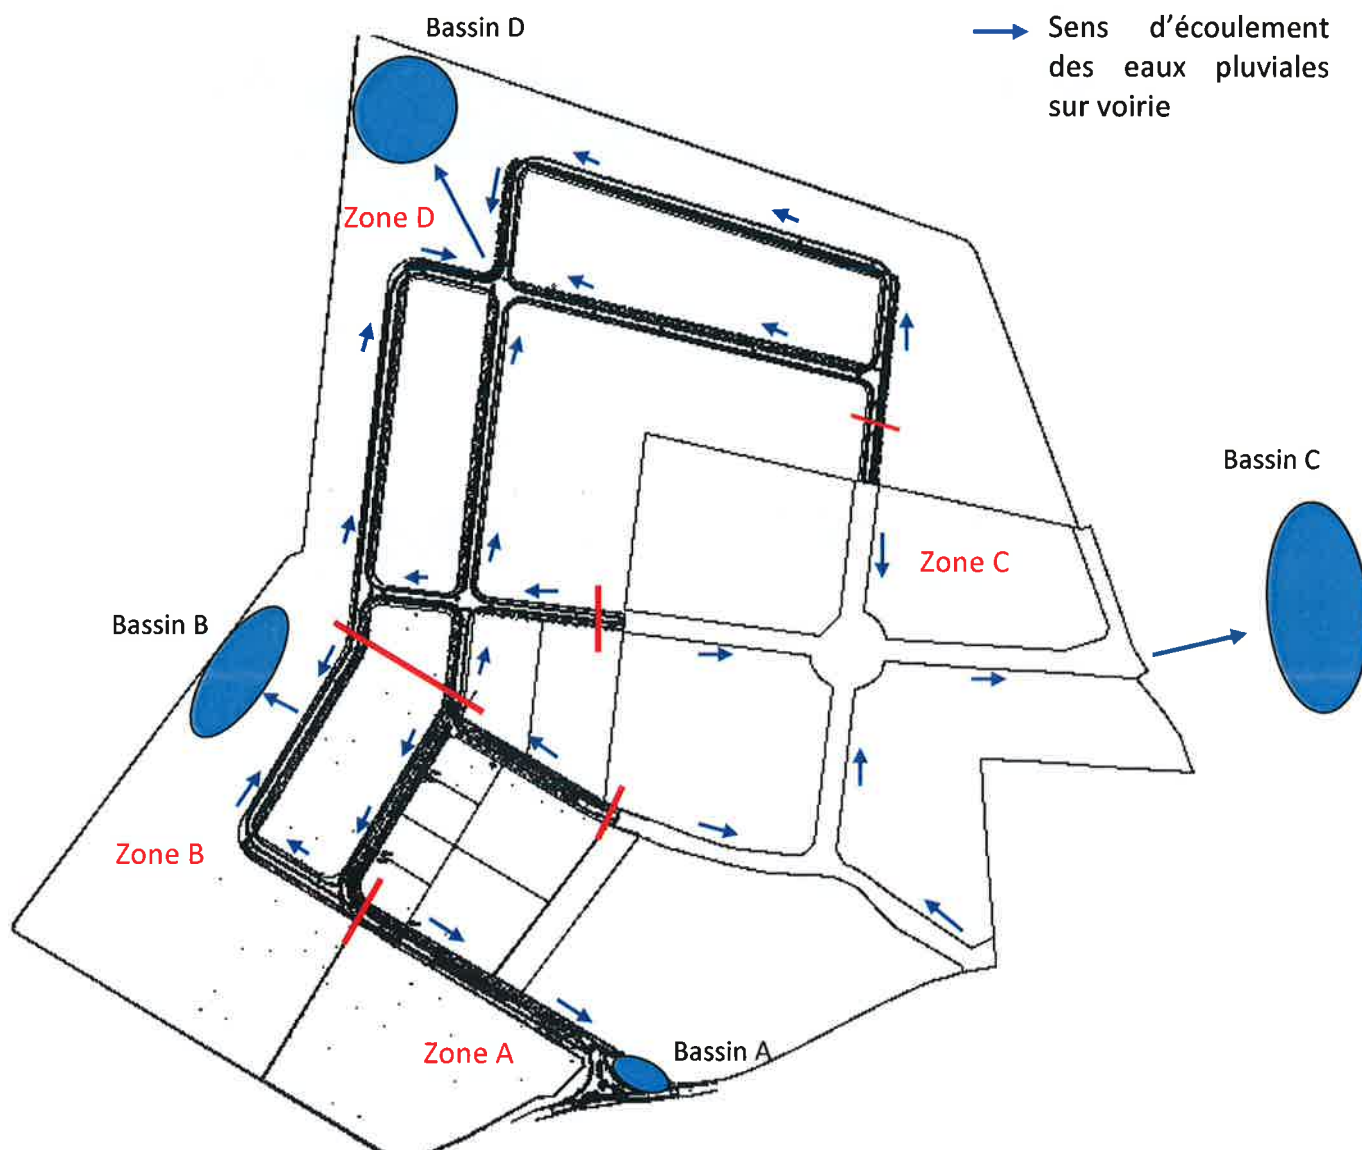 Bassin D
Sens d'écoulement
des eaux pluviales
sur voirie
Zone D
Bassin C
Zone C
Bassin B
Zone B
Zone A
Bassin A